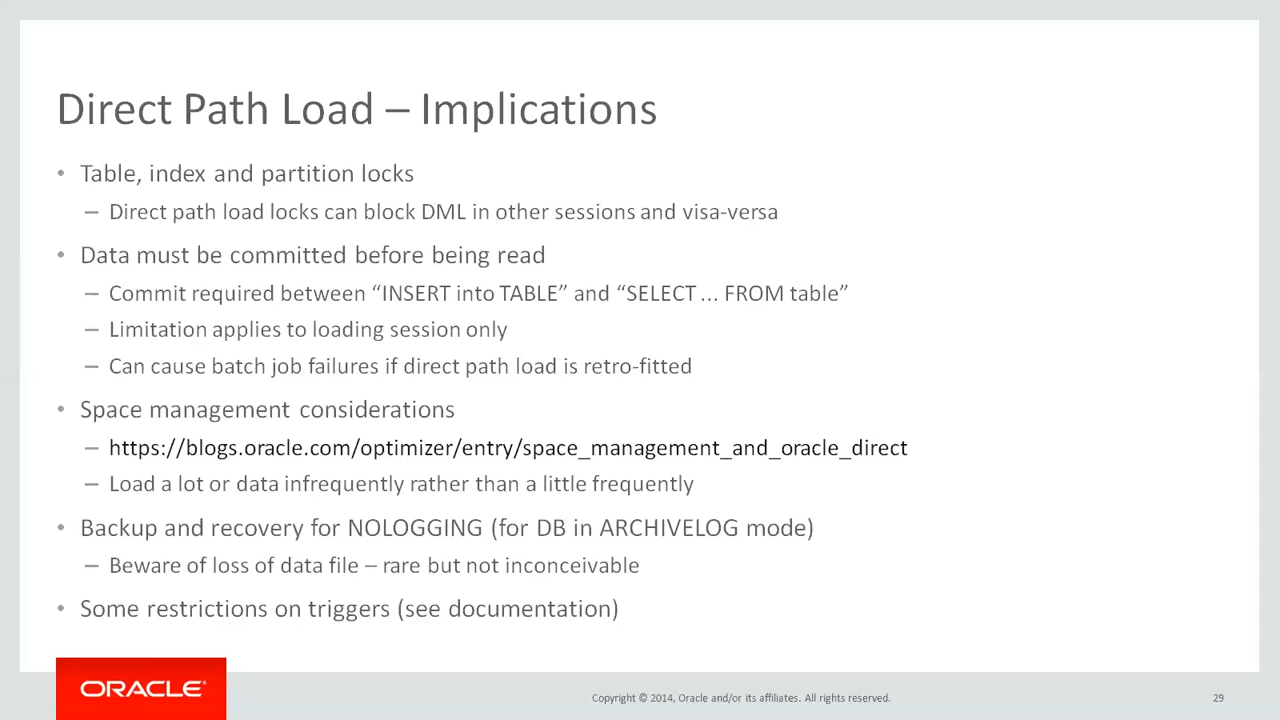 Direct Path Load – Implications
• Table, index and partition locks
– Direct path load locks can block DML in other sessions and visa-versa
• Data must be committed before being read
– Commit required between “INSERT into TABLE” and “SELECT ... FROM table”
– Limitation applies to loading session only
– Can cause batch job failures if direct path load is retro-fitted
• Space management considerations
– https://blogs.oracle.com/optimizer/entry/space_management_and_oracle_direct
– Load a lot or data infrequently rather than a little frequently
• Backup and recovery for NOLOGGING (for DB in ARCHIVELOG mode)
– Beware of loss of data file – rare but not inconceivable
• Some restrictions on triggers (see documentation)
ORACLE®
Copyright © 2014, Oracle and/or its affiliates. All rights reserved.
29